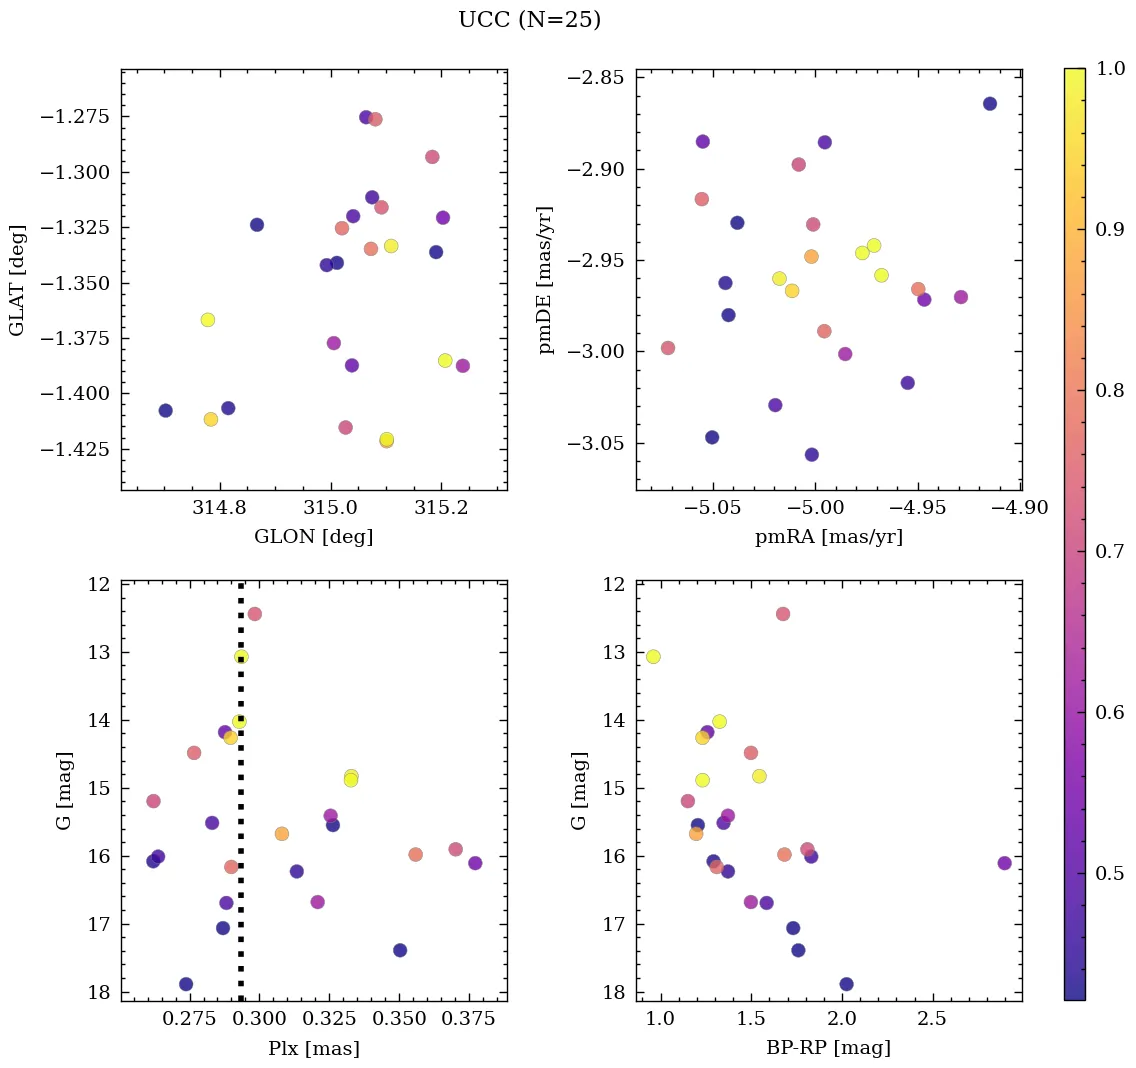 UCC (N=25)
−1.275
−1.300
−1.325
−1.350
−1.375
−1.400
−1.425
GLAT [deg]
314.8 315.0 315.2
GLON [deg]
−2.85
−2.90
−2.95
−3.00
−3.05
pmDE [mas/yr]
−5.05 −5.00 −4.95 −4.90
pmRA [mas/yr]
12
13
14
15
16
17
18
G [mag]
0.275 0.300 0.325 0.350 0.375
Plx [mas]
12
13
14
15
16
17
18
G [mag]
1.0 1.5 2.0 2.5
BP-RP [mag]
1.0
0.9
0.8
0.7
0.6
0.5